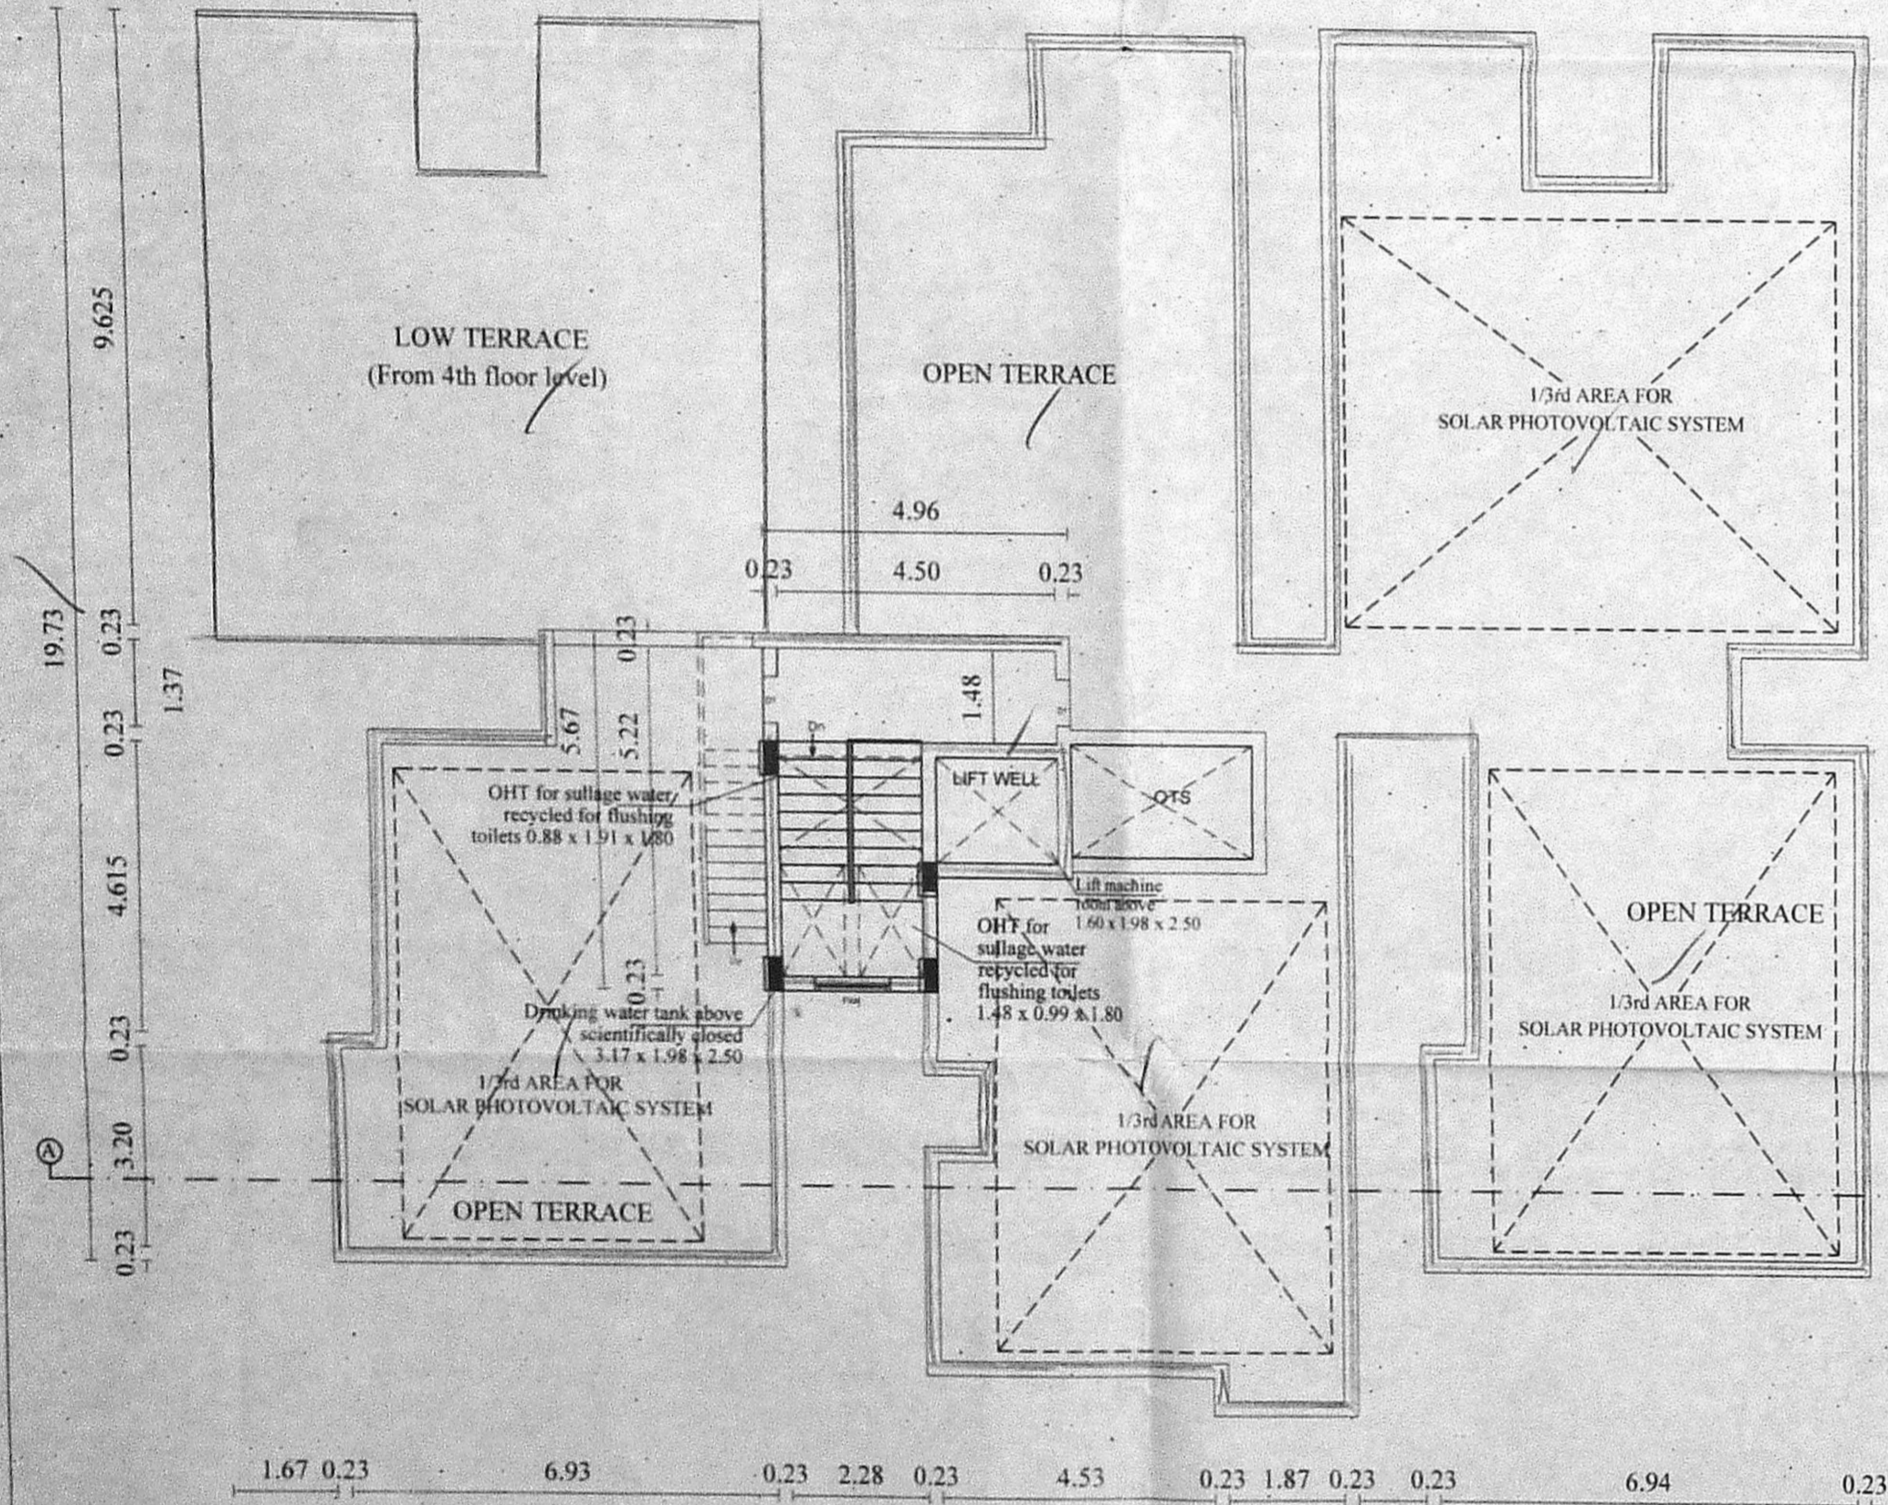 LOW TERRACE
(From 4th floor level)
OPEN TERRACE
1/3rd AREA FOR
SOLAR PHOTOVOLTAIC SYSTEM
9.625
19.73
0.23
1.37
0.23
4.615
0.23
3.20
0.23
4.96
0.23 4.50 0.23
0.23
5.67
5.22
0.23
1.48
Dn
LIFT WELL
OTS
OHT for sullage water
recycled for flushing
toilets 0.88 x 1.91 x 1.80
Lift machine
room above
1.60 x 1.98 x 2.50
OHT for
sullage water
recycled for
flushing toilets
1.48 x 0.99 x 1.80
Drinking water tank above
scientifically closed
3.17 x 1.98 x 2.50
1/3rd AREA FOR
SOLAR PHOTOVOLTAIC SYSTEM
OPEN TERRACE
1/3rd AREA FOR
SOLAR PHOTOVOLTAIC SYSTEM
OPEN TERRACE
1/3rd AREA FOR
SOLAR PHOTOVOLTAIC SYSTEM
A
1.67 0.23 6.93 0.23 2.28 0.23 4.53 0.23 1.87 0.23 0.23 6.94 0.23